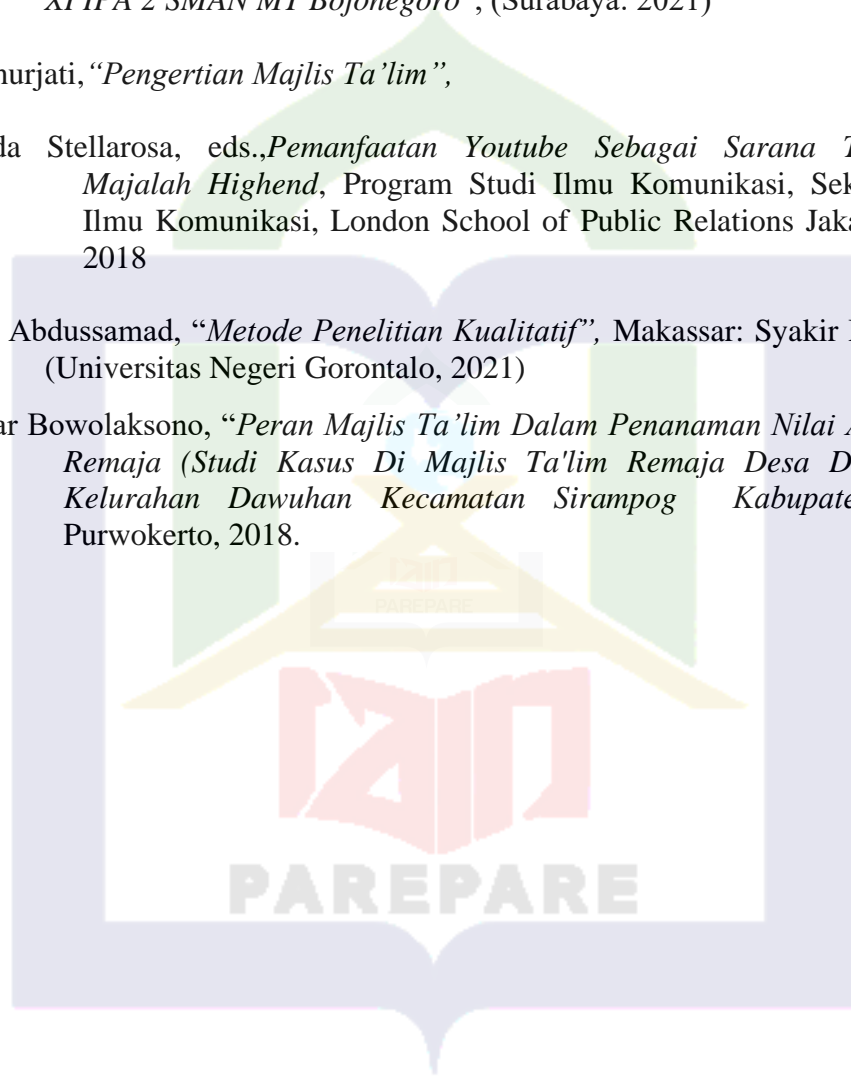 XI IPA 2 SMAN MT Bojonegoro", (Surabaya: 2021)
nurjati, “Pengertian Majlis Ta’lim”,
da Stellarosa, eds.,Pemanfaatan Youtube Sebagai Sarana T
Majalah Highend, Program Studi Ilmu Komunikasi, Sek
Ilmu Komunikasi, London School of Public Relations Jaka
2018
Abdussamad, “Metode Penelitian Kualitatif”, Makassar: Syakir
(Universitas Negeri Gorontalo, 2021)
ar Bowolaksono, “Peran Majlis Ta’lim Dalam Penanaman Nilai A
Remaja (Studi Kasus Di Majlis Ta'lim Remaja Desa D
Kelurahan Dawuhan Kecamatan Sirampog Kabupate
Purwokerto, 2018.
PAREPARE
PAREPARE